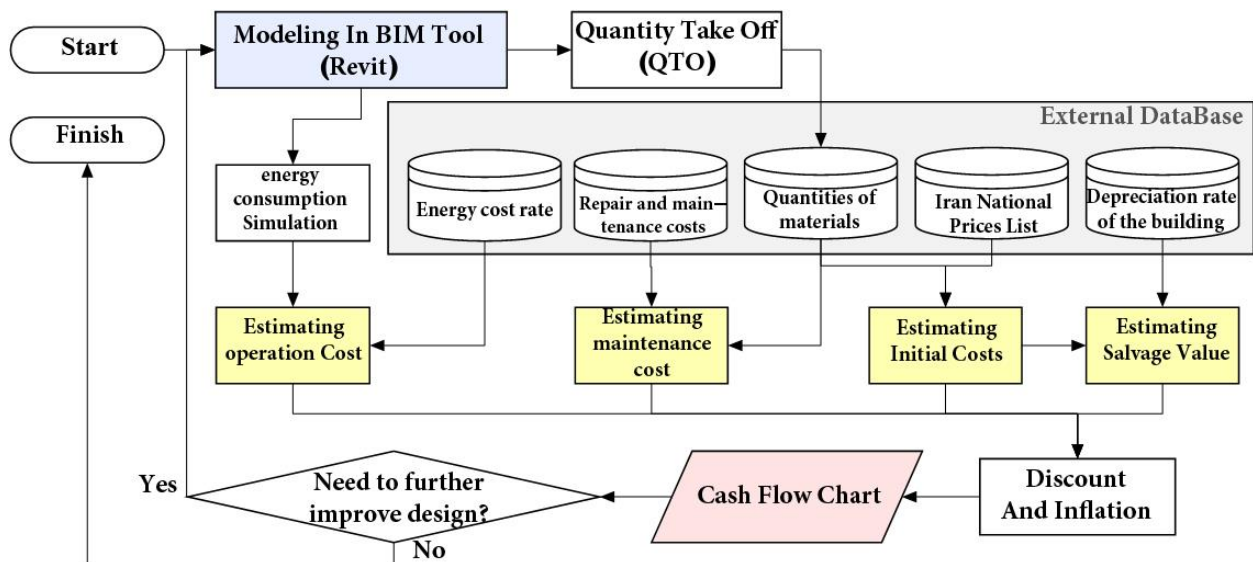 Start
Modeling In BIM Tool
(Revit)
Quantity Take Off
(QTO)
Finish
External DataBase
energy
consumption
Simulation
Energy cost rate
Repair and main–
tenance costs
Quantities of
materials
Iran National
Prices List
Depreciation rate
of the building
Estimating
operation Cost
Estimating
maintenance
cost
Estimating
Initial Costs
Estimating
Salvage Value
Yes
Need to further
improve design?
No
Cash Flow Chart
Discount
And Inflation